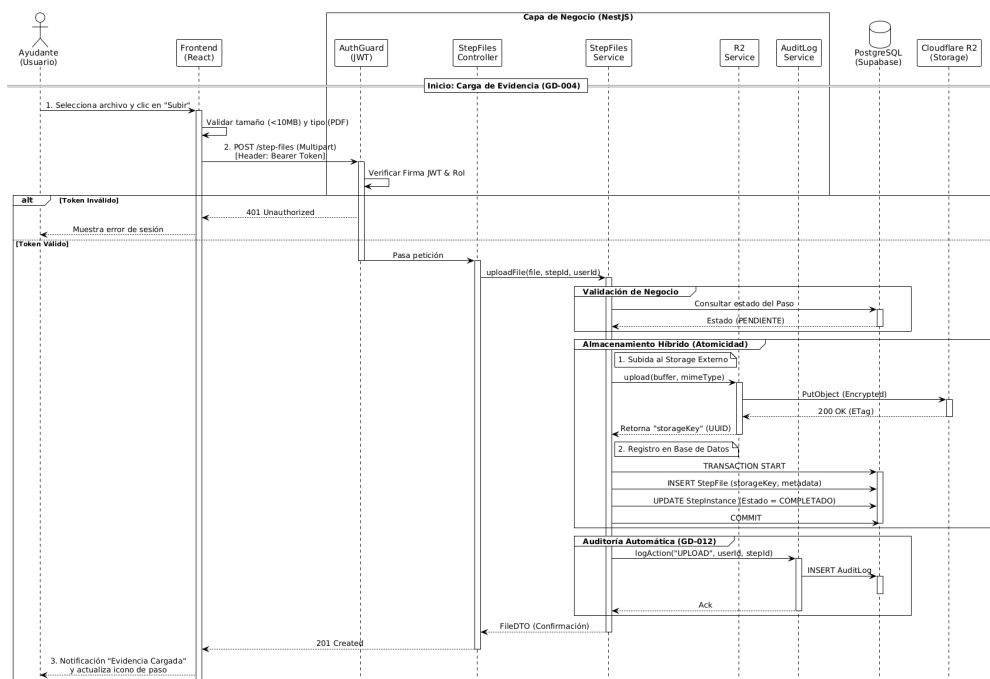 Capa de Negocio (NestJS)
Ayudante
(Usuario)
Frontend
(React)
AuthGuard
(JWT)
StepFiles
Controller
StepFiles
Service
R2
Service
AuditLog
Service
PostgreSQL
(Supabase)
Cloudflare R2
(Storage)
Inicio: Carga de Evidencia (GD-004)
1. Selecciona archivo y clic en "Subir"
Validar tamaño (<10MB) y tipo (PDF)
2. POST /step-files (Multipart)
[Header: Bearer Token]
Verificar Firma JWT & Rol
alt
[Token Inválido]
401 Unauthorized
Muestra error de sesión
[Token Válido]
Pasa petición
uploadFile(file, stepId, userId)
Validación de Negocio
Consultar estado del Paso
Estado (PENDIENTE)
Almacenamiento Híbrido (Atomicidad)
1. Subida al Storage Externo
upload(buffer, mimeType)
PutObject (Encrypted)
200 OK (ETag)
Retorna "storageKey" (UUID)
2. Registro en Base de Datos
TRANSACTION START
INSERT StepFile (storageKey, metadata)
UPDATE StepInstance (Estado = COMPLETADO)
COMMIT
Auditoría Automática (GD-012)
logAction("UPLOAD", userId, stepId)
INSERT AuditLog
Ack
FileDTO (Confirmación)
201 Created
3. Notificación "Evidencia Cargada"
y actualiza icono de paso